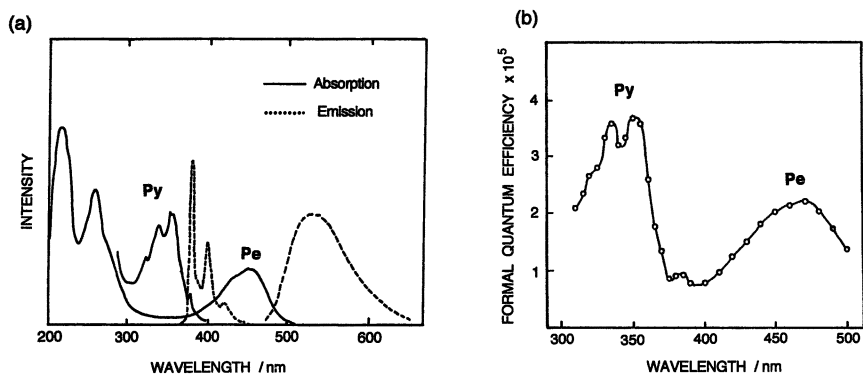 (a)
INTENSITY
Absorption
Emission
Py
Pe
200 300 400 500 600
WAVELENGTH / nm
(b)
FORMAL QUANTUM EFFICIENCY x 10⁵
4
3
2
1
Py
Pe
300 350 400 450 500
WAVELENGTH / nm